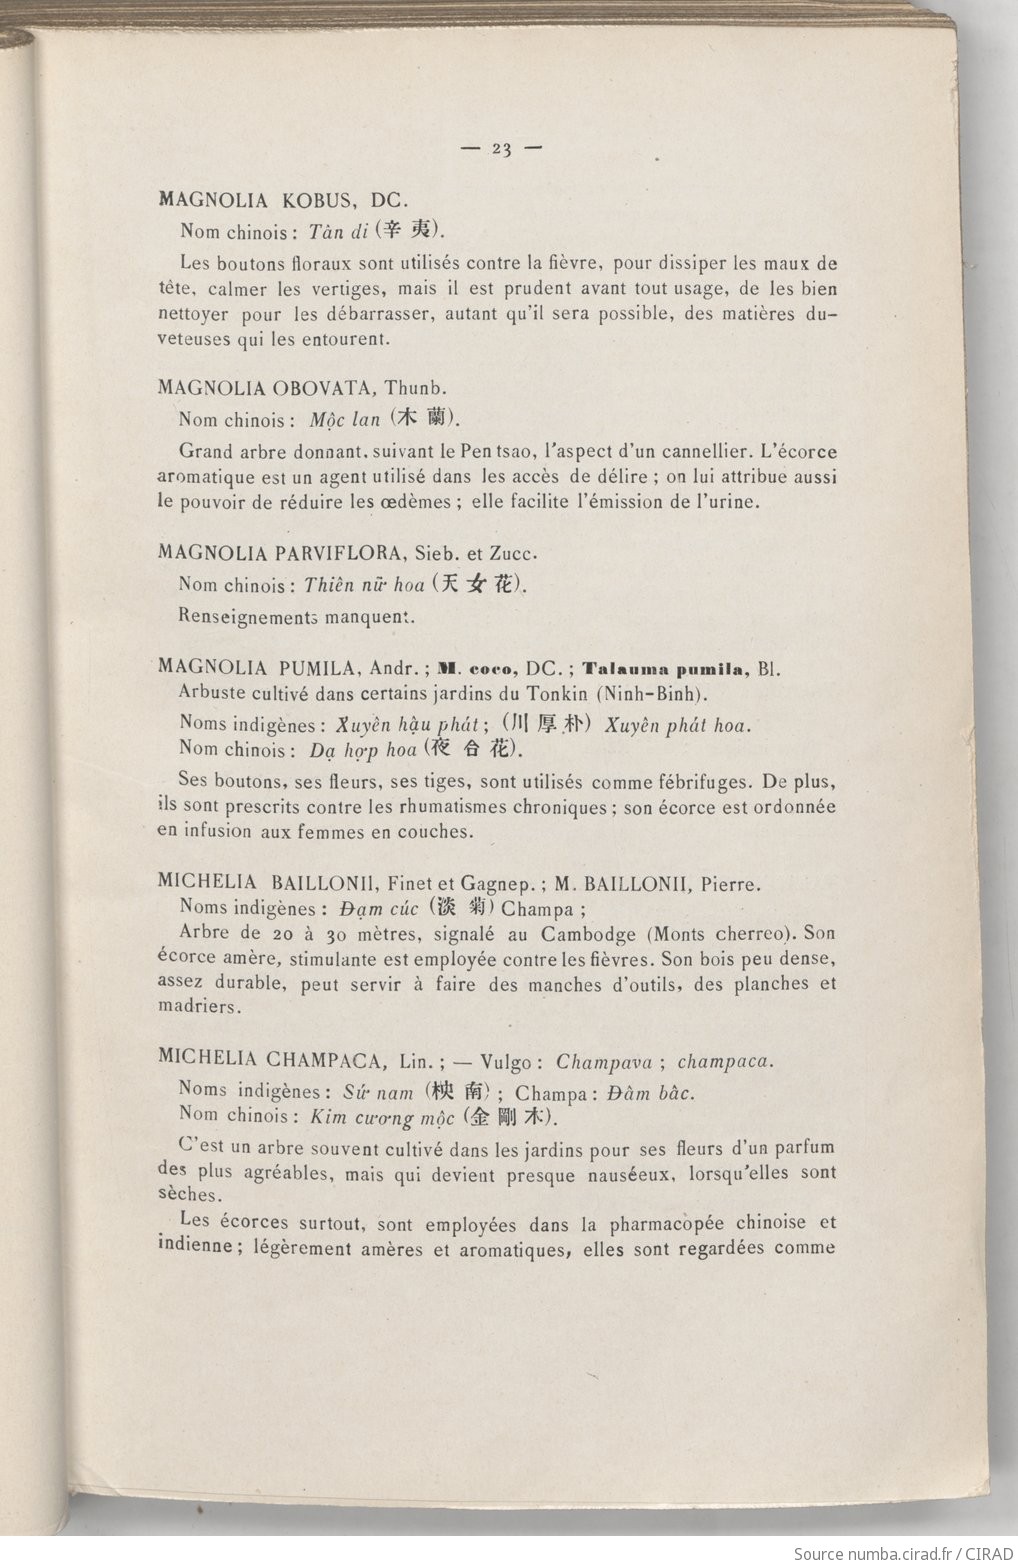 — 23 —
MAGNOLIA KOBUS, DC.
Nom chinois : Tân di (辛 夷).
Les boutons floraux sont utilisés contre la fièvre, pour dissiper les maux de
tête, calmer les vertiges, mais il est prudent avant tout usage, de les bien
nettoyer pour les débarrasser, autant qu'il sera possible, des matières du-
veteuses qui les entourent.
MAGNOLIA OBOVATA, Thunb.
Nom chinois : Mộc lan (木 蘭).
Grand arbre donnant, suivant le Pen tsao, l'aspect d'un cannellier. L'écorce
aromatique est un agent utilisé dans les accès de délire ; on lui attribue aussi
le pouvoir de réduire les œdèmes ; elle facilite l'émission de l'urine.
MAGNOLIA PARVIFLORA, Sieb. et Zucc.
Nom chinois : Thiên nữ hoa (天 女 花).
Renseignements manquent.
MAGNOLIA PUMILA, Andr. ; M. coco, DC. ; Talauma pumila, Bl.
Arbuste cultivé dans certains jardins du Tonkin (Ninh-Binh).
Noms indigènes : Xuyên hậu phát ; (川 厚 朴) Xuyên phát hoa.
Nom chinois : Dạ hợp hoa (夜 合 花).
Ses boutons, ses fleurs, ses tiges, sont utilisés comme fébrifuges. De plus,
ils sont prescrits contre les rhumatismes chroniques ; son écorce est ordonnée
en infusion aux femmes en couches.
MICHELIA BAILLONII, Finet et Gagnep. ; M. BAILLONII, Pierre.
Noms indigènes : Đạm cúc (淡 菊) Champa ;
Arbre de 20 à 30 mètres, signalé au Cambodge (Monts cherreo). Son
écorce amère, stimulante est employée contre les fièvres. Son bois peu dense,
assez durable, peut servir à faire des manches d'outils, des planches et
madriers.
MICHELIA CHAMPACA, Lin. ; — Vulgo : Champava ; champaca.
Noms indigènes : Sứ nam (柍 南) ; Champa : Đâm bâc.
Nom chinois : Kim cương mộc (金 剛 木).
C'est un arbre souvent cultivé dans les jardins pour ses fleurs d'un parfum
des plus agréables, mais qui devient presque nauséeux, lorsqu'elles sont
sèches.
Les écorces surtout, sont employées dans la pharmacopée chinoise et
indienne ; légèrement amères et aromatiques, elles sont regardées comme
Source numba.cirad.fr / CIRAD